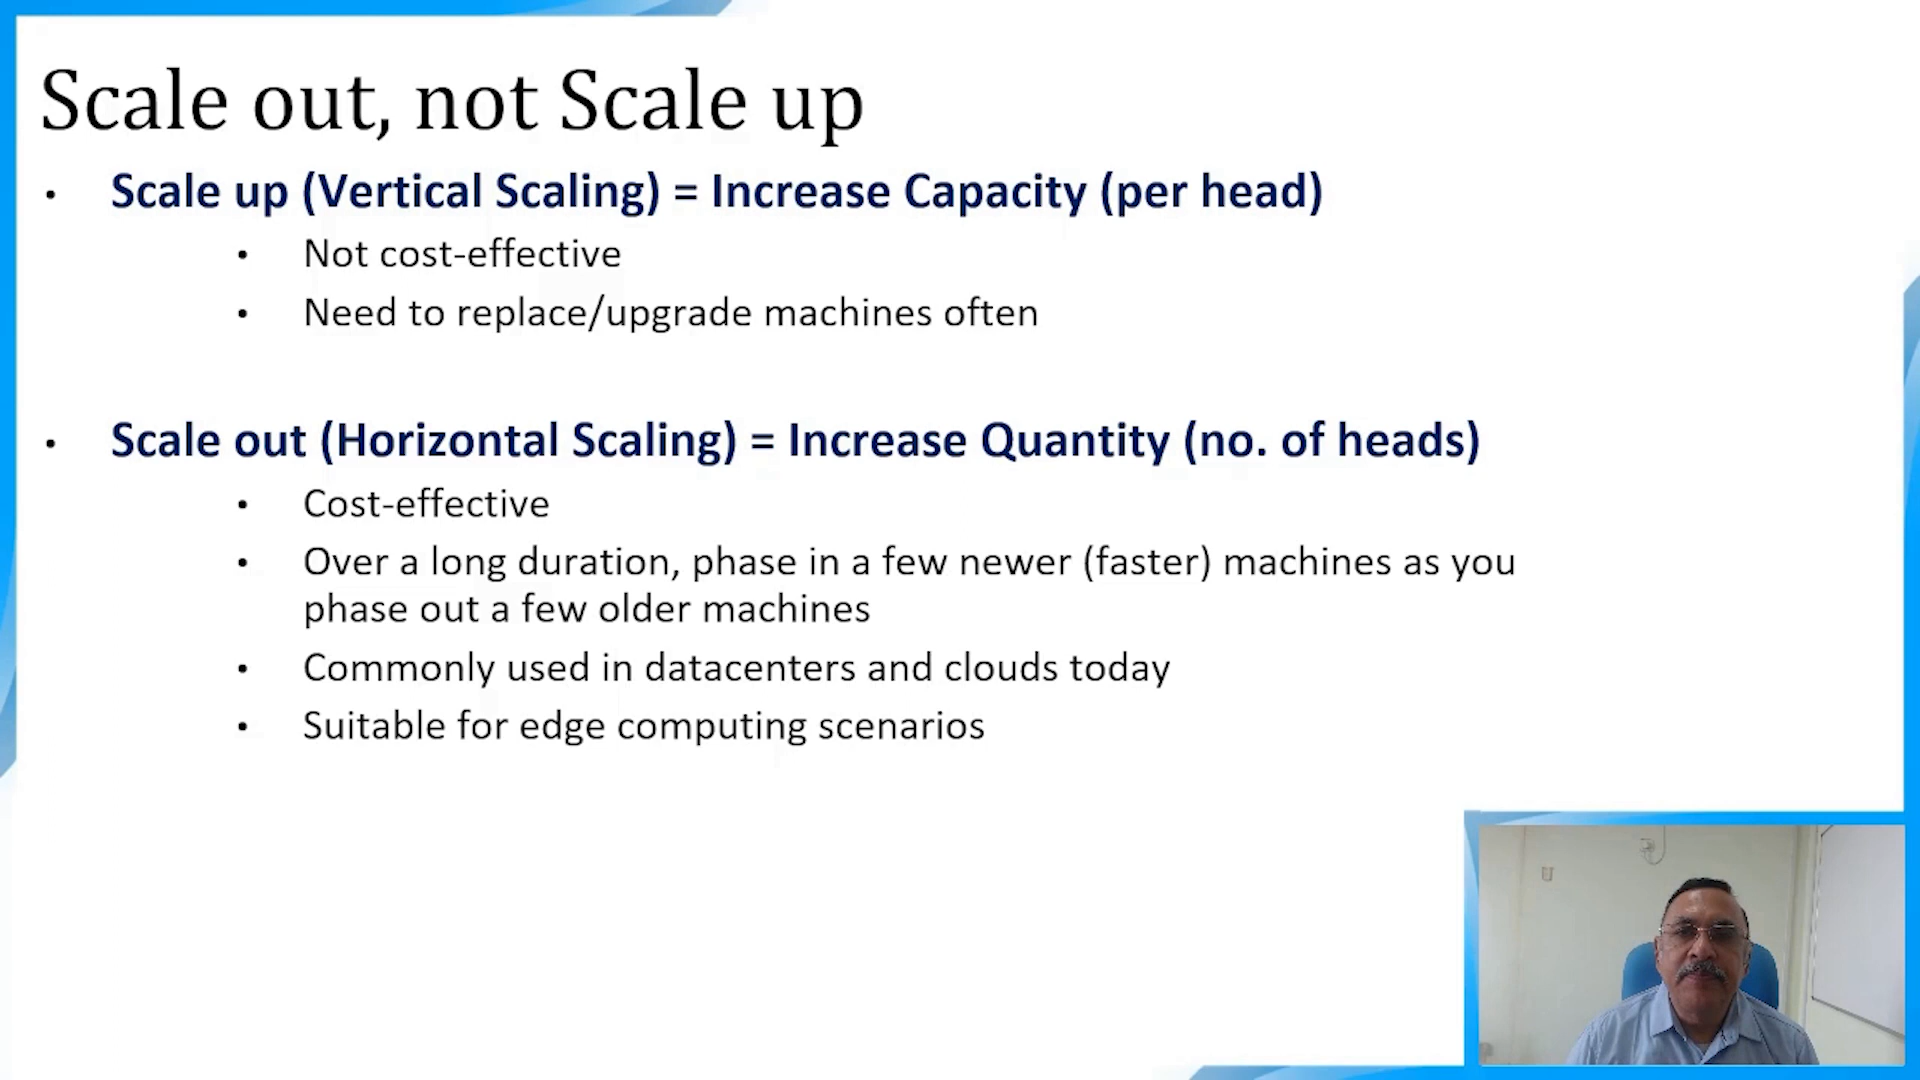 Scale out, not Scale up
• Scale up (Vertical Scaling) = Increase Capacity (per head)
• Not cost-effective
• Need to replace/upgrade machines often
• Scale out (Horizontal Scaling) = Increase Quantity (no. of heads)
• Cost-effective
• Over a long duration, phase in a few newer (faster) machines as you
phase out a few older machines
• Commonly used in datacenters and clouds today
• Suitable for edge computing scenarios